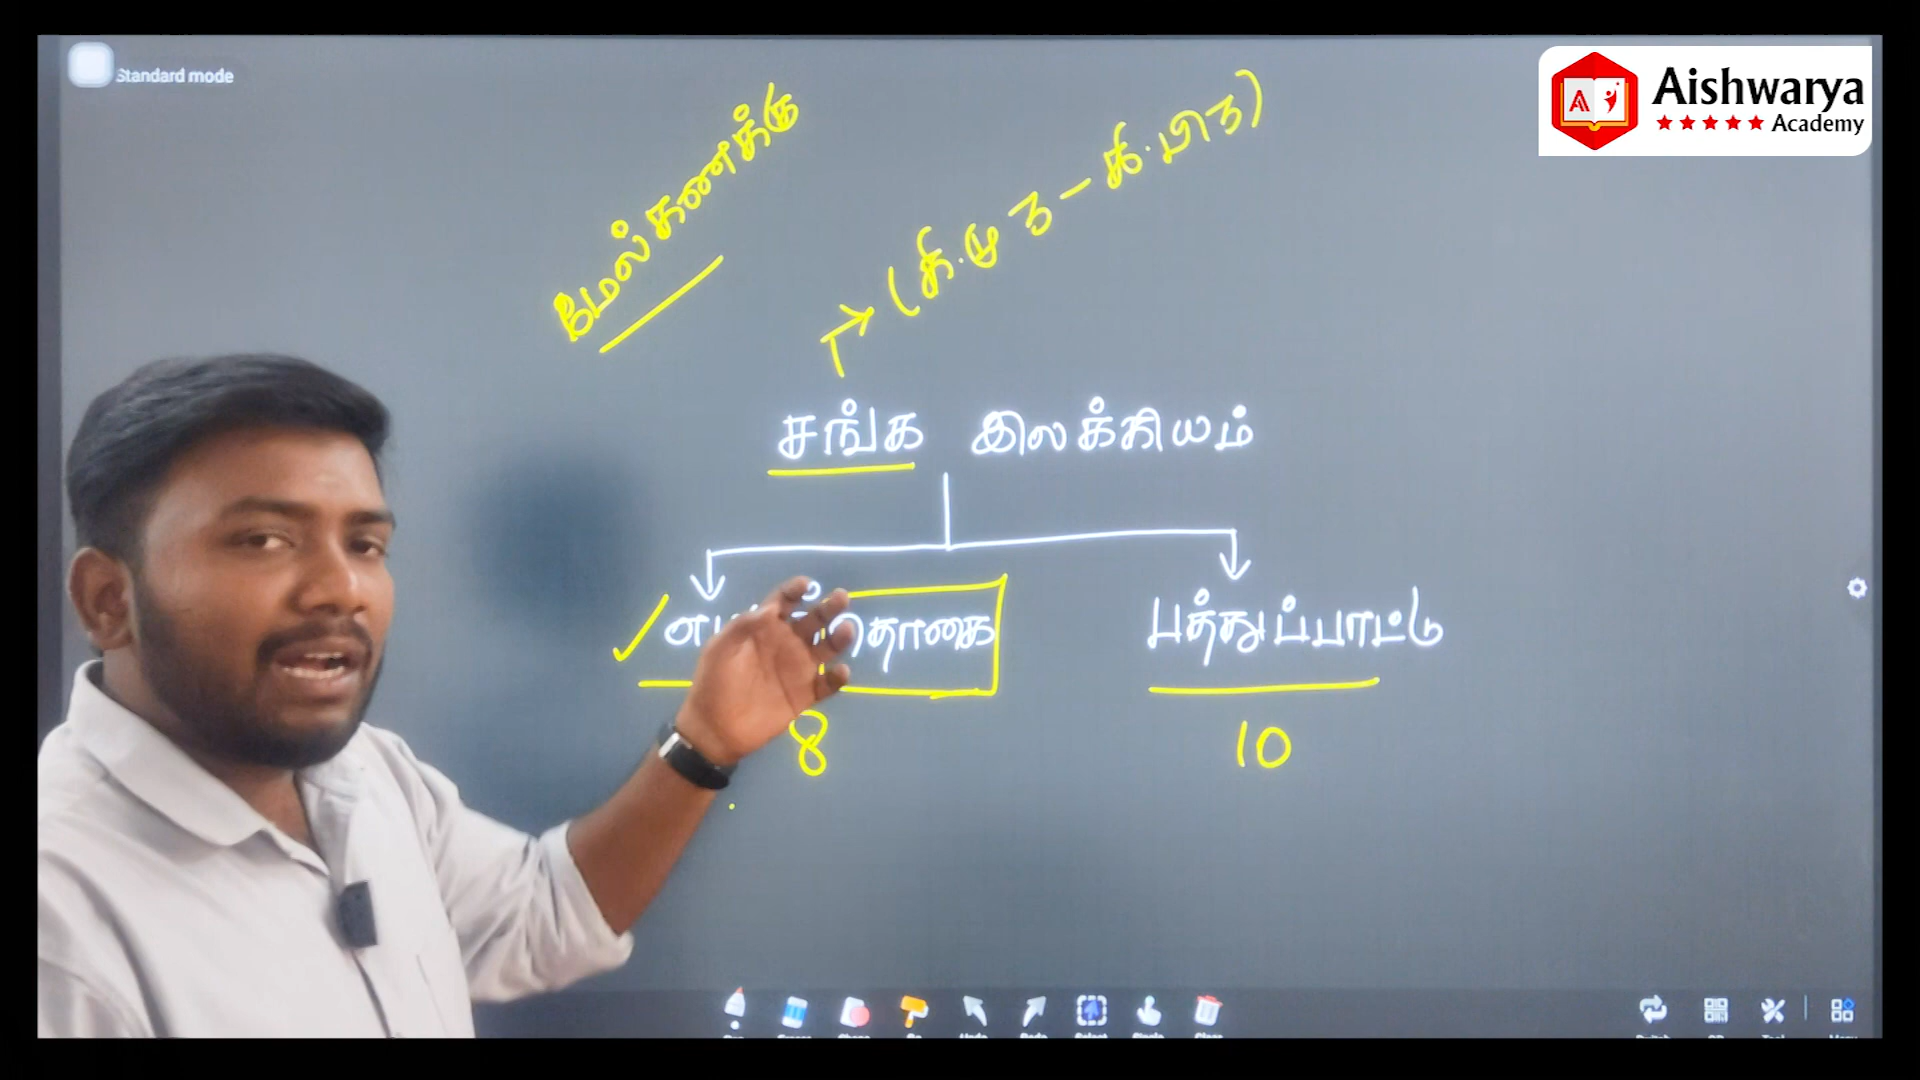 Standard mode
Aishwarya
Academy
மேல்கணக்கு
(கி.மு 3 - கி.பி 3)
சங்க இலக்கியம்
தொகை
பத்துப்பாட்டு
8
10